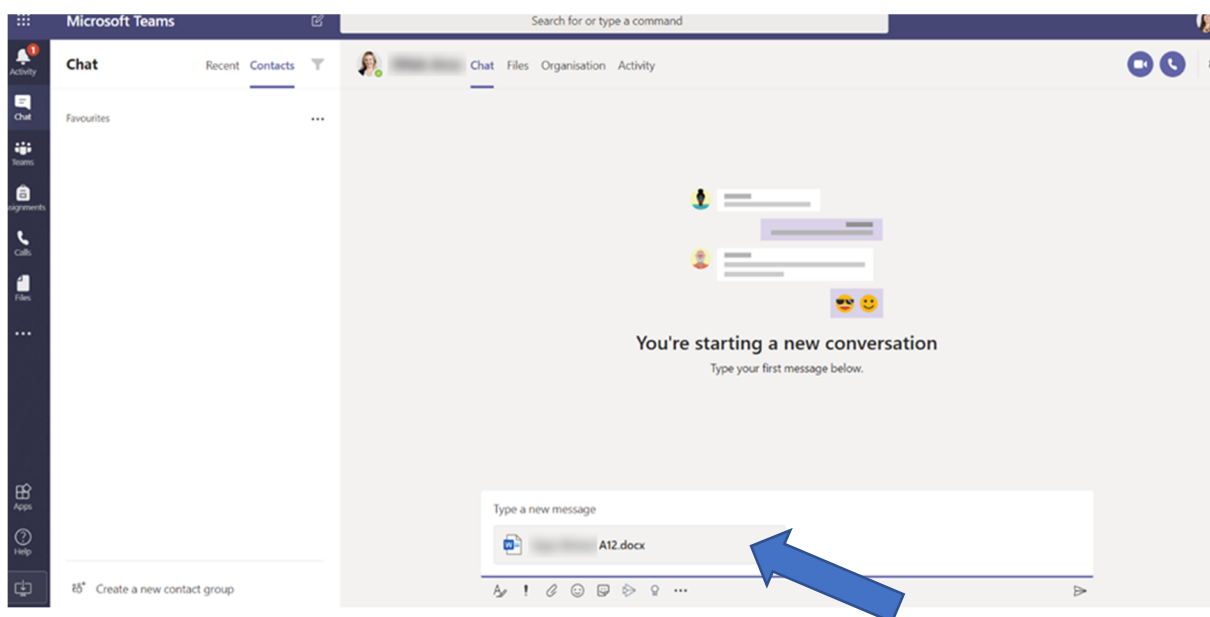 Microsoft Teams
Search for or type a command
1
Activity
Chat
Recent Contacts
Chat Files Organisation Activity
Chat
Favourites
Teams
signments
Calls
Files
You're starting a new conversation
Type your first message below.
Apps
Type a new message
Help
A12.docx
Create a new contact group